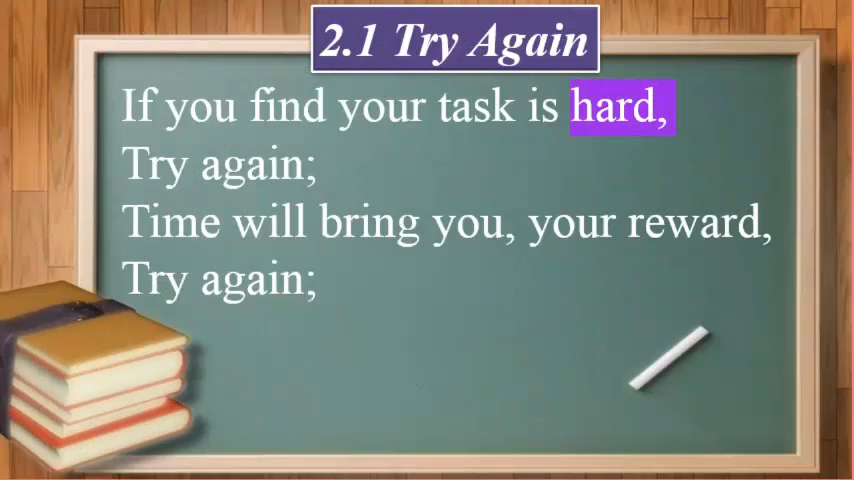 2.1 Try Again
If you find your task is hard,
Try again;
Time will bring you, your reward,
Try again;